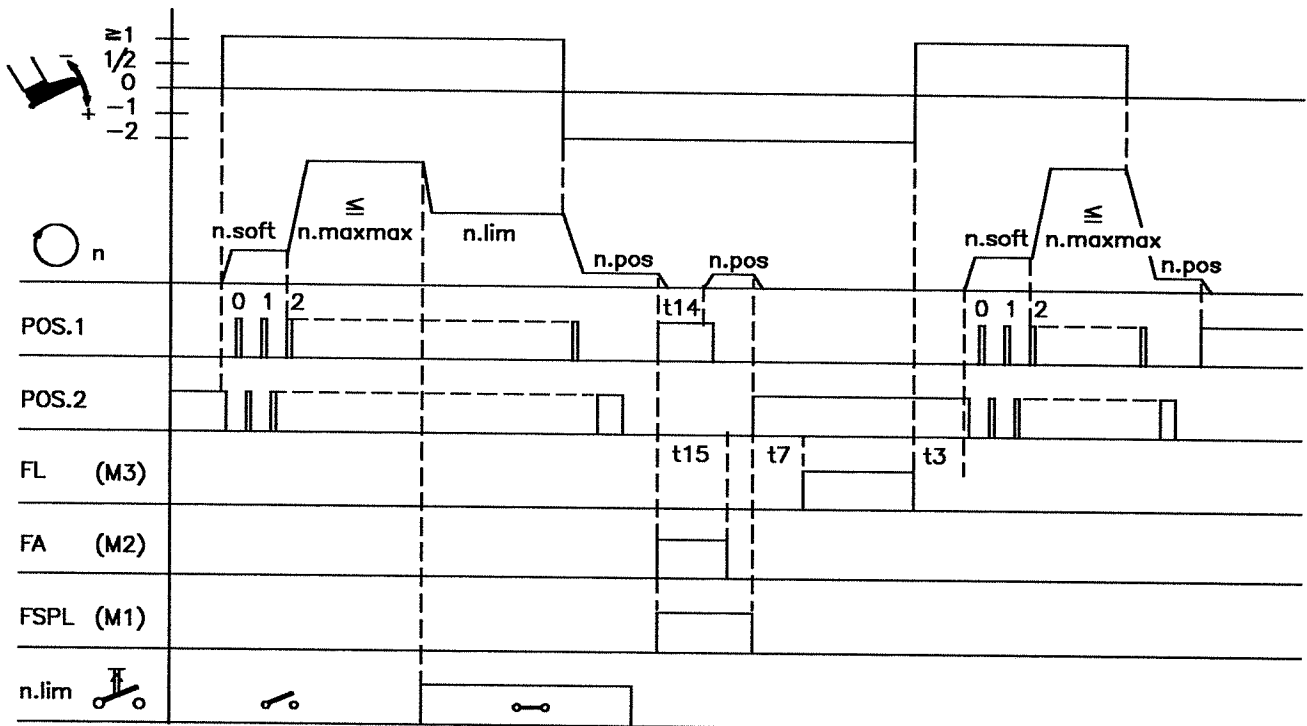 ≧1
1/2
0
−1
−2
−
+
n
n.soft
≦
n.maxmax
n.lim
n.pos
n.pos
n.soft
≦
n.maxmax
n.pos
POS.1
0 1 2
t14
0 1 2
POS.2
FL (M3)
t15
t7
t3
FA (M2)
FSPL (M1)
n.lim